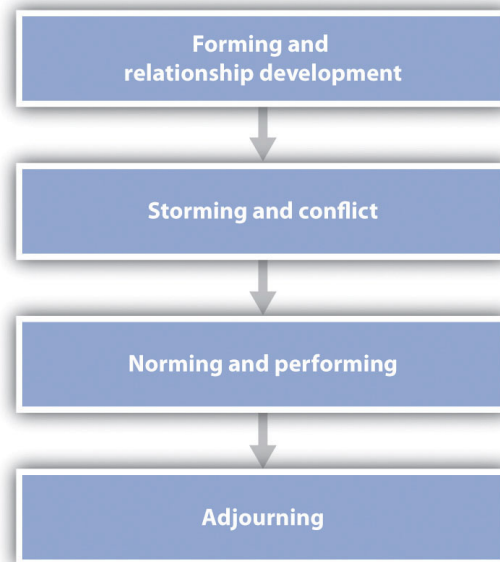 Forming and
relationship development
Storming and conflict
Norming and performing
Adjourning